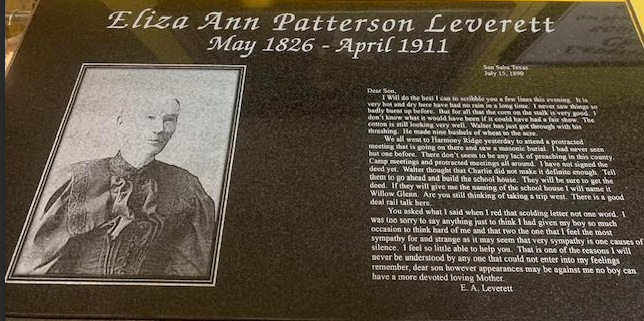 Eliza Ann Patterson Leverett
May 1826 - April 1911
San Saba Texas
July 15, 1890
Dear Son,
I Will do the best I can to scribble you a few lines this evening. It is
very hot and dry here have had no rain in a long time. I never saw things so
badly burnt up before. But for all that the corn on the stalk is very good. I
don't know what it would have been if it could have had a fair show. The
cotton is still looking very well. Walter has just got through with his
thrashing. He made nine bushels of wheat to the acre.
We all went to Harmony Ridge yesterday to attend a protracted
meeting that is going on there and saw a masonic burial. I had never seen
but one before. There don't seem to be any lack of preaching in this county.
Camp meetings and protracted meetings all around. I have not signed the
deed yet. Walter thought that Charlie did not make it definite enough. Tell
them to go ahead and build the school house. They will be sure to get the
deed. If they will give me the naming of the school house I will name it
Willow Glenn. Are you still thinking of taking a trip west. There is a good
deal rail talk here.
You asked what I said when I red that scolding letter not one word. I
was too sorry to say anything just to think I had given my boy so much
occasion to think hard of me and that two the one that I feel the most
sympathy for and strange as it may seem that very sympathy is one causes of
silence. I feel so little able to help you. That is one of the reasons I will
never be understood by any one that could not enter into my feelings
remember, dear son however appearances may be against me no boy can
have a more devoted loving Mother.
E. A. Leverett